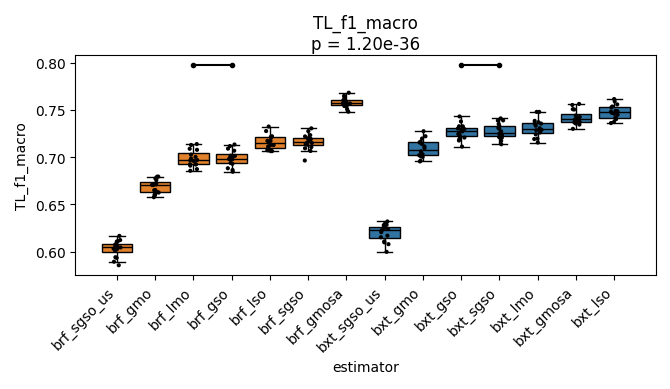 TL_f1_macro
p = 1.20e-36
TL_f1_macro
0.80
0.75
0.70
0.65
0.60
brf_sgso_us
brf_gmo
brf_lmo
brf_gso
brf_lso
brf_sgso
brf_gmosa
bxt_sgso_us
bxt_gmo
bxt_gso
bxt_sgso
bxt_lmo
bxt_gmosa
bxt_lso
estimator